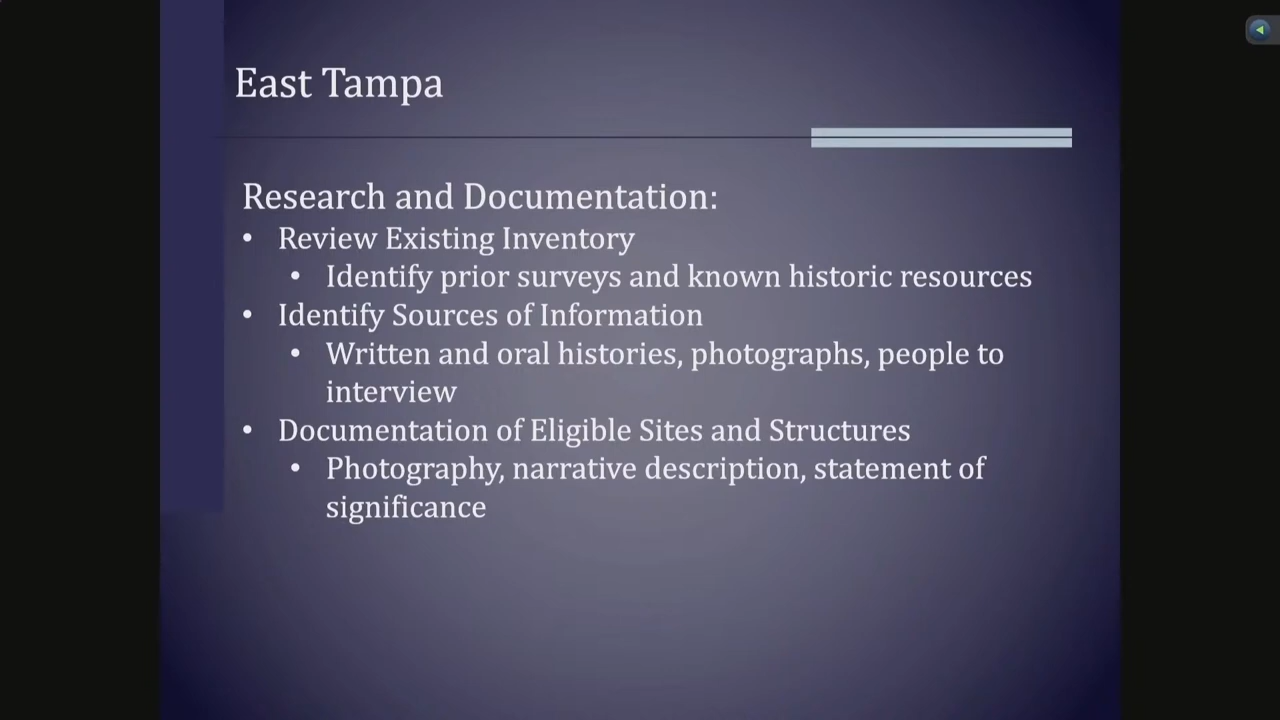 East Tampa
Research and Documentation:
• Review Existing Inventory
• Identify prior surveys and known historic resources
• Identify Sources of Information
• Written and oral histories, photographs, people to
interview
• Documentation of Eligible Sites and Structures
• Photography, narrative description, statement of
significance